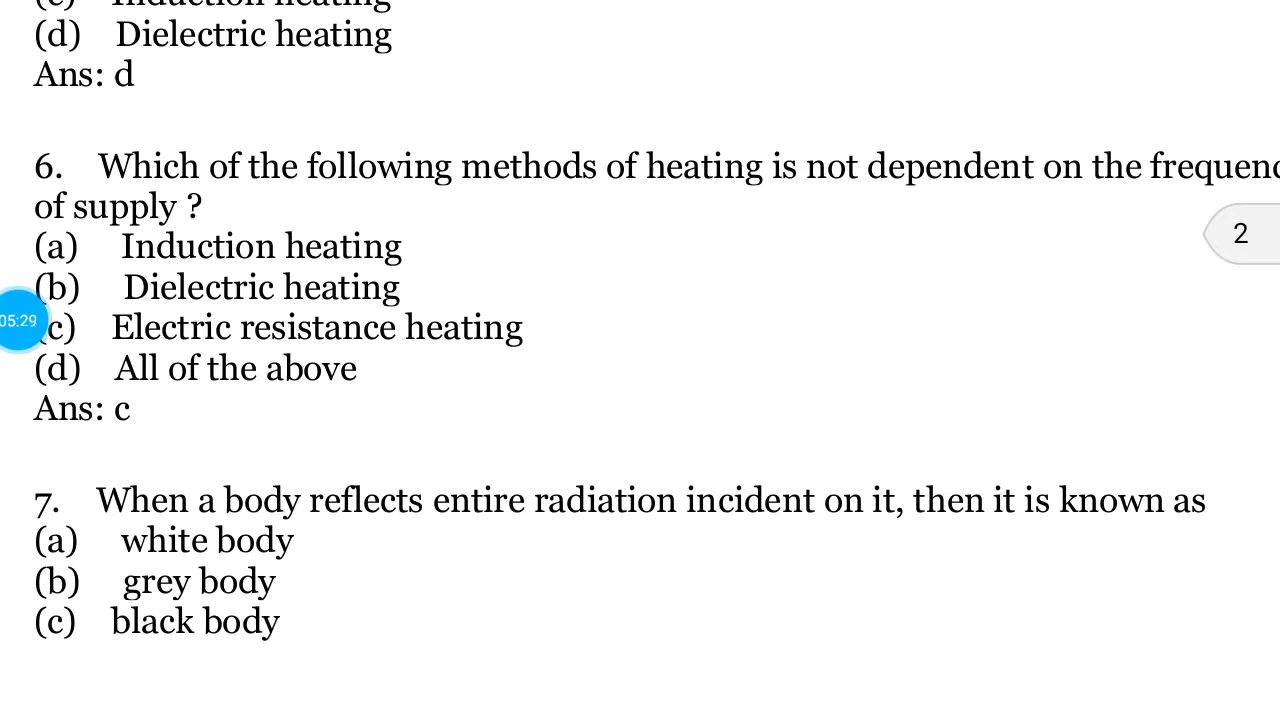 (c) Induction heating
(d) Dielectric heating
Ans: d
6. Which of the following methods of heating is not dependent on the frequenc
of supply ?
2
(a) Induction heating
(b) Dielectric heating
05:29
(c) Electric resistance heating
(d) All of the above
Ans: c
7. When a body reflects entire radiation incident on it, then it is known as
(a) white body
(b) grey body
(c) black body